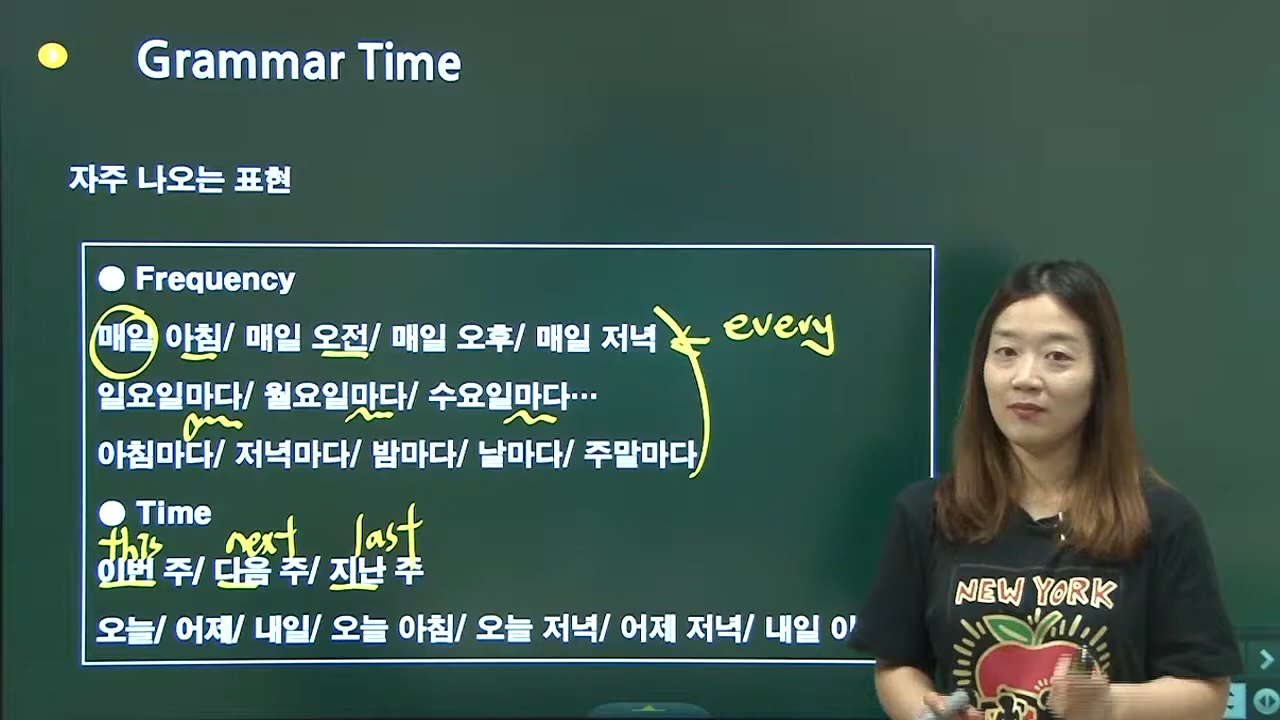 Grammar Time
자주 나오는 표현
● Frequency
매일 아침/ 매일 오전/ 매일 오후/ 매일 저녁
every
일요일마다/ 월요일마다/ 수요일마다…
아침마다/ 저녁마다/ 밤마다/ 날마다/ 주말마다
● Time
this next last
이번 주/ 다음 주/ 지난 주
오늘/ 어제/ 내일/ 오늘 아침/ 오늘 저녁/ 어제 저녁/ 내일
NEW YORK